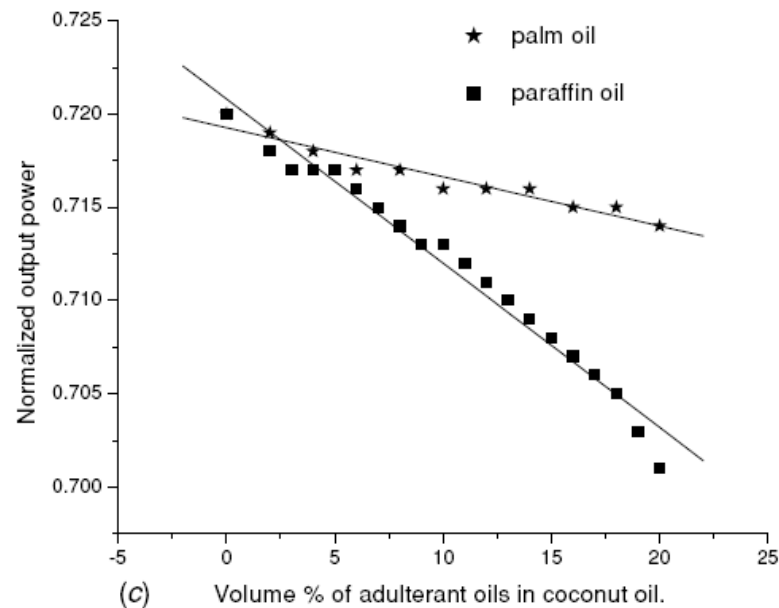 0.725
0.720
0.715
0.710
0.705
0.700
Normalized output power
palm oil
paraffin oil
-5 0 5 10 15 20 25
(c) Volume % of adulterant oils in coconut oil.